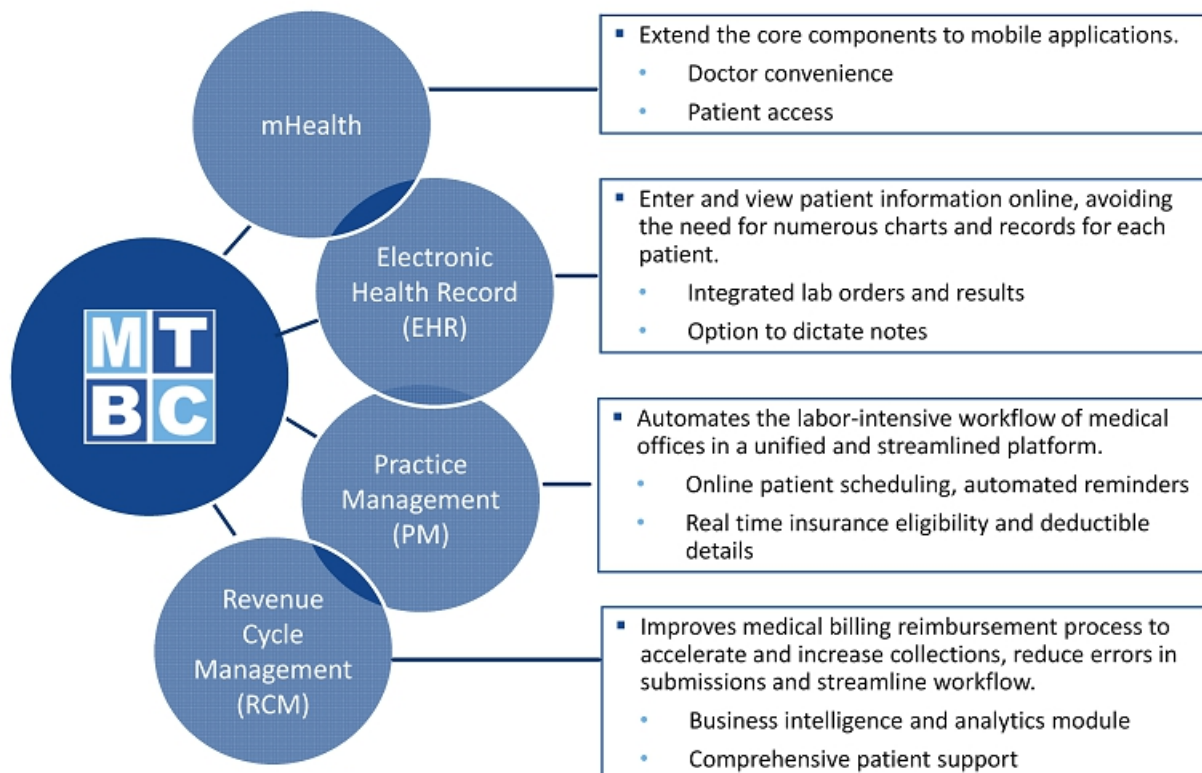 MT
BC
mHealth
▪ Extend the core components to mobile applications.
• Doctor convenience
• Patient access
Electronic
Health Record
(EHR)
▪ Enter and view patient information online, avoiding
the need for numerous charts and records for each
patient.
• Integrated lab orders and results
• Option to dictate notes
Practice
Management
(PM)
▪ Automates the labor-intensive workflow of medical
offices in a unified and streamlined platform.
• Online patient scheduling, automated reminders
• Real time insurance eligibility and deductible
details
Revenue
Cycle
Management
(RCM)
▪ Improves medical billing reimbursement process to
accelerate and increase collections, reduce errors in
submissions and streamline workflow.
• Business intelligence and analytics module
• Comprehensive patient support